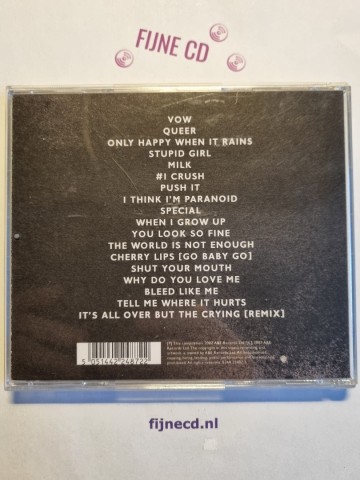 FIJNE CD
VOW
QUEER
ONLY HAPPY WHEN IT RAINS
STUPID GIRL
MILK
#1 CRUSH
PUSH IT
I THINK I'M PARANOID
SPECIAL
WHEN I GROW UP
YOU LOOK SO FINE
THE WORLD IS NOT ENOUGH
CHERRY LIPS [GO BABY GO]
SHUT YOUR MOUTH
WHY DO YOU LOVE ME
BLEED LIKE ME
TELL ME WHERE IT HURTS
IT'S ALL OVER BUT THE CRYING [REMIX]
5 051442 248722
fijnecd.nl